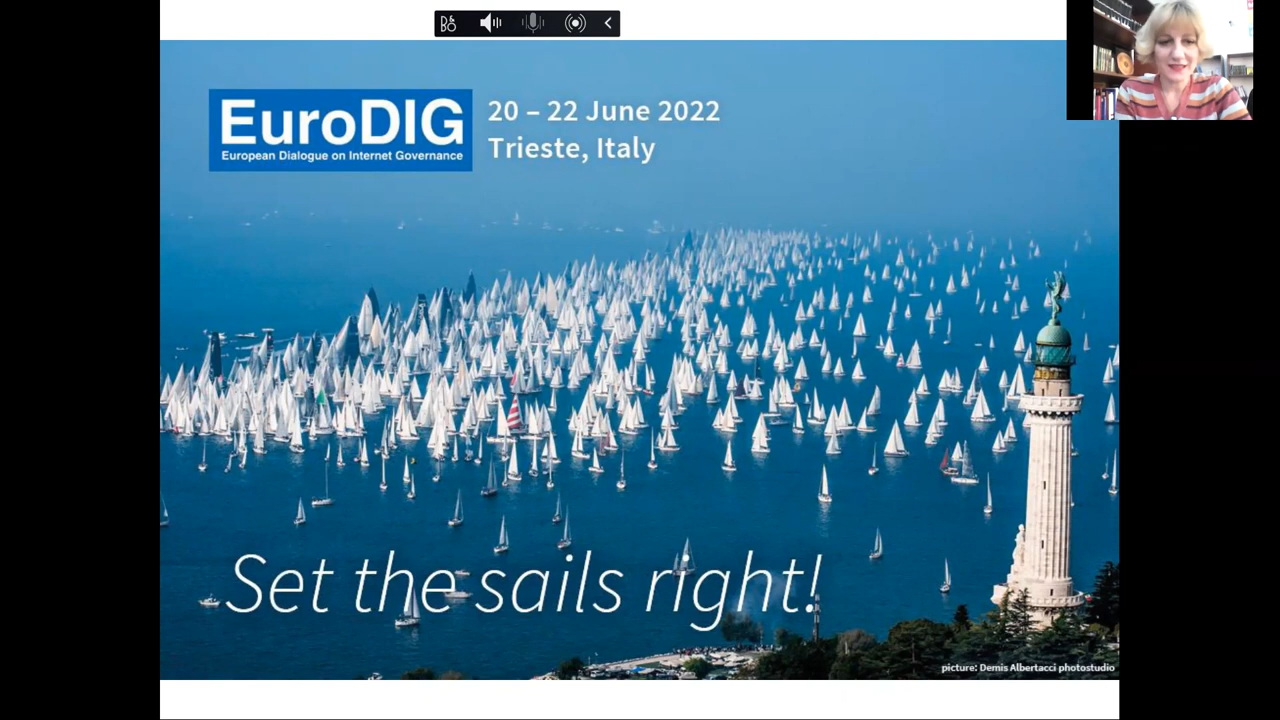 EuroDIG
European Dialogue on Internet Governance
20 – 22 June 2022
Trieste, Italy
Set the sails right!
picture: Demis Albertacci photostudio